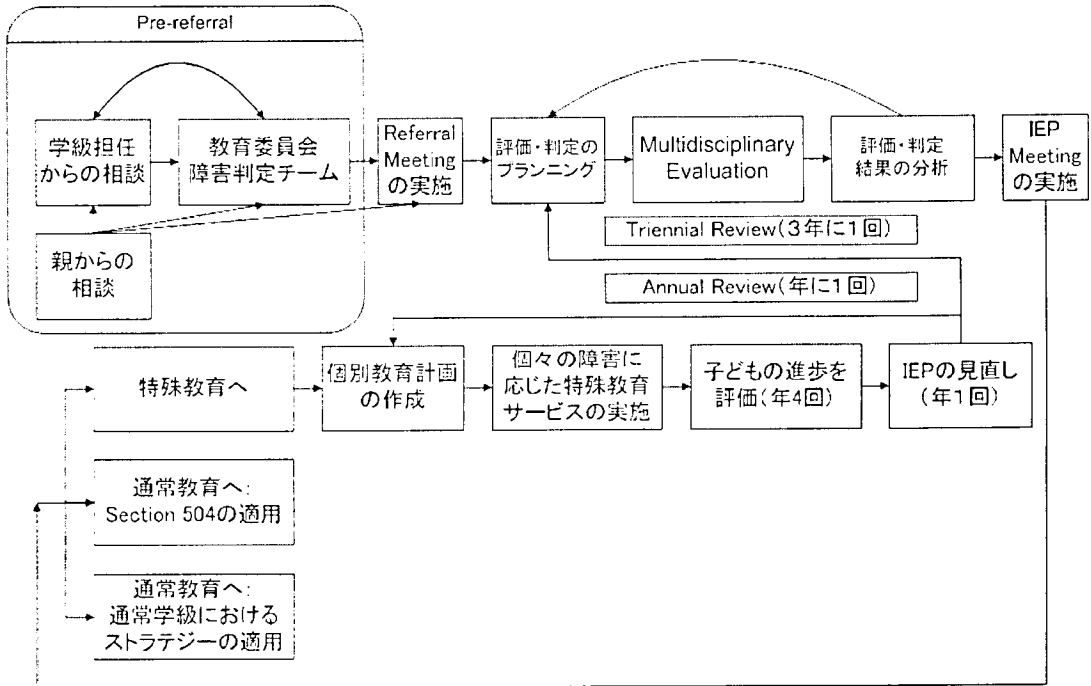 Pre-referral
学級担任
からの相談
教育委員会
障害判定チーム
Referral
Meeting
の実施
評価・判定の
プランニング
Multidisciplinary
Evaluation
評価・判定
結果の分析
IEP
Meeting
の実施
親からの
相談
Triennial Review(3年に1回)
Annual Review(年に1回)
特殊教育へ
個別教育計画
の作成
個々の障害に
応じた特殊教育
サービスの実施
子どもの進歩を
評価(年4回)
IEPの見直し
(年1回)
通常教育へ:
Section 504の適用
通常教育へ:
通常学級における
ストラテジーの適用